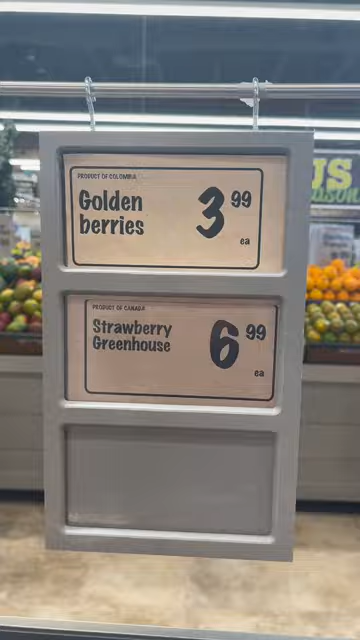 PRODUCT OF COLOMBIA
Golden
berries
3 99
ea
PRODUCT OF CANADA
Strawberry
Greenhouse
6 99
ea